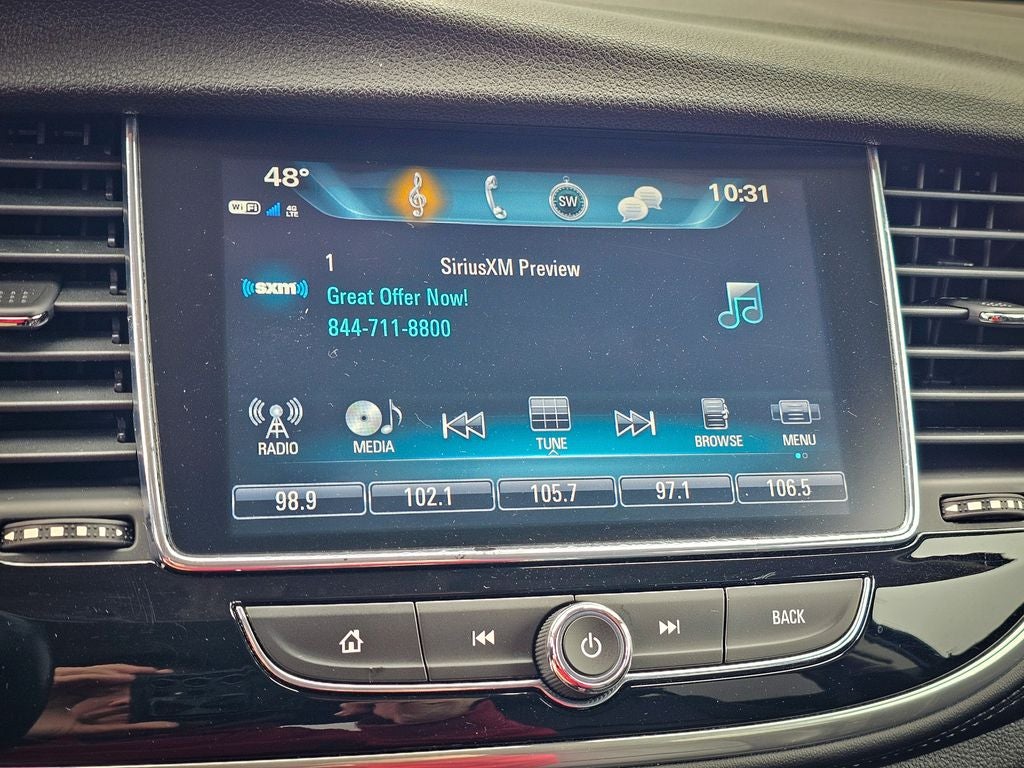 48°
10:31
WiFi
4G
LTE
SW
1
SiriusXM Preview
sxm
Great Offer Now!
844-711-8800
RADIO
MEDIA
TUNE
BROWSE
MENU
98.9
102.1
105.7
97.1
106.5
BACK